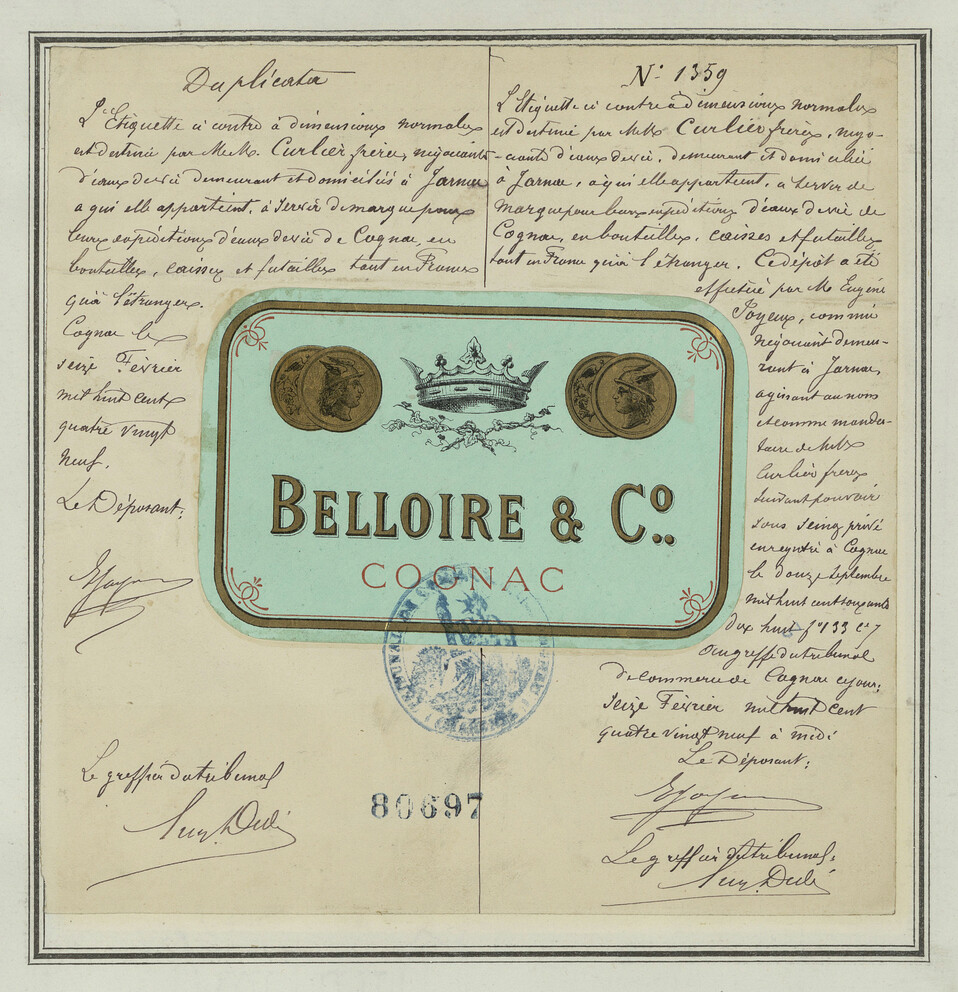 Duplicata
L'Etiquette ci contre à dimensions normales
est destinée par M.M. Curlier frères, négociants
d'eaux de vie demeurant et domiciliés à Jarnac
a qui elle appartient, à servir de marque pour
leurs expéditions d'eaux de vie de Cognac, en
bouteilles, caisses et futailles tant en France
qu'à l'étranger.
Cognac le
seize Février
mil huit cent
quatre vingt
neuf.
Le Déposant:
Le greffier du tribunal
N° 1359
L'Etiquette ci contre à dimensions normales
est destinée par M.M. Curlier frères, négo-
-ciants d'eaux de vie, demeurant et domiciliés
à Jarnac, à qui elle appartient, à servir de
marque pour leurs expéditions d'eaux de vie de
Cognac, en bouteilles, caisses et futailles
tant en France qu'à l'étranger. Ce dépôt a été
effectué par Mr Eugène
Joyeux, commis
négociant demeu-
rant à Jarnac,
agissant au nom
et comme manda-
taire de M.M.
Curlier frères
suivant pouvoir
sous seing privé
enregistré à Cognac
le douze septembre
mil huit cent soixante
dix huit f° 133 C 7
au greffe du tribunal
de commerce de Cognac ce jour,
seize Février mil huit cent
quatre vingt neuf à midi
Le Déposant:
Le greffier du tribunal:
BELLOIRE & Co.
COGNAC
80697